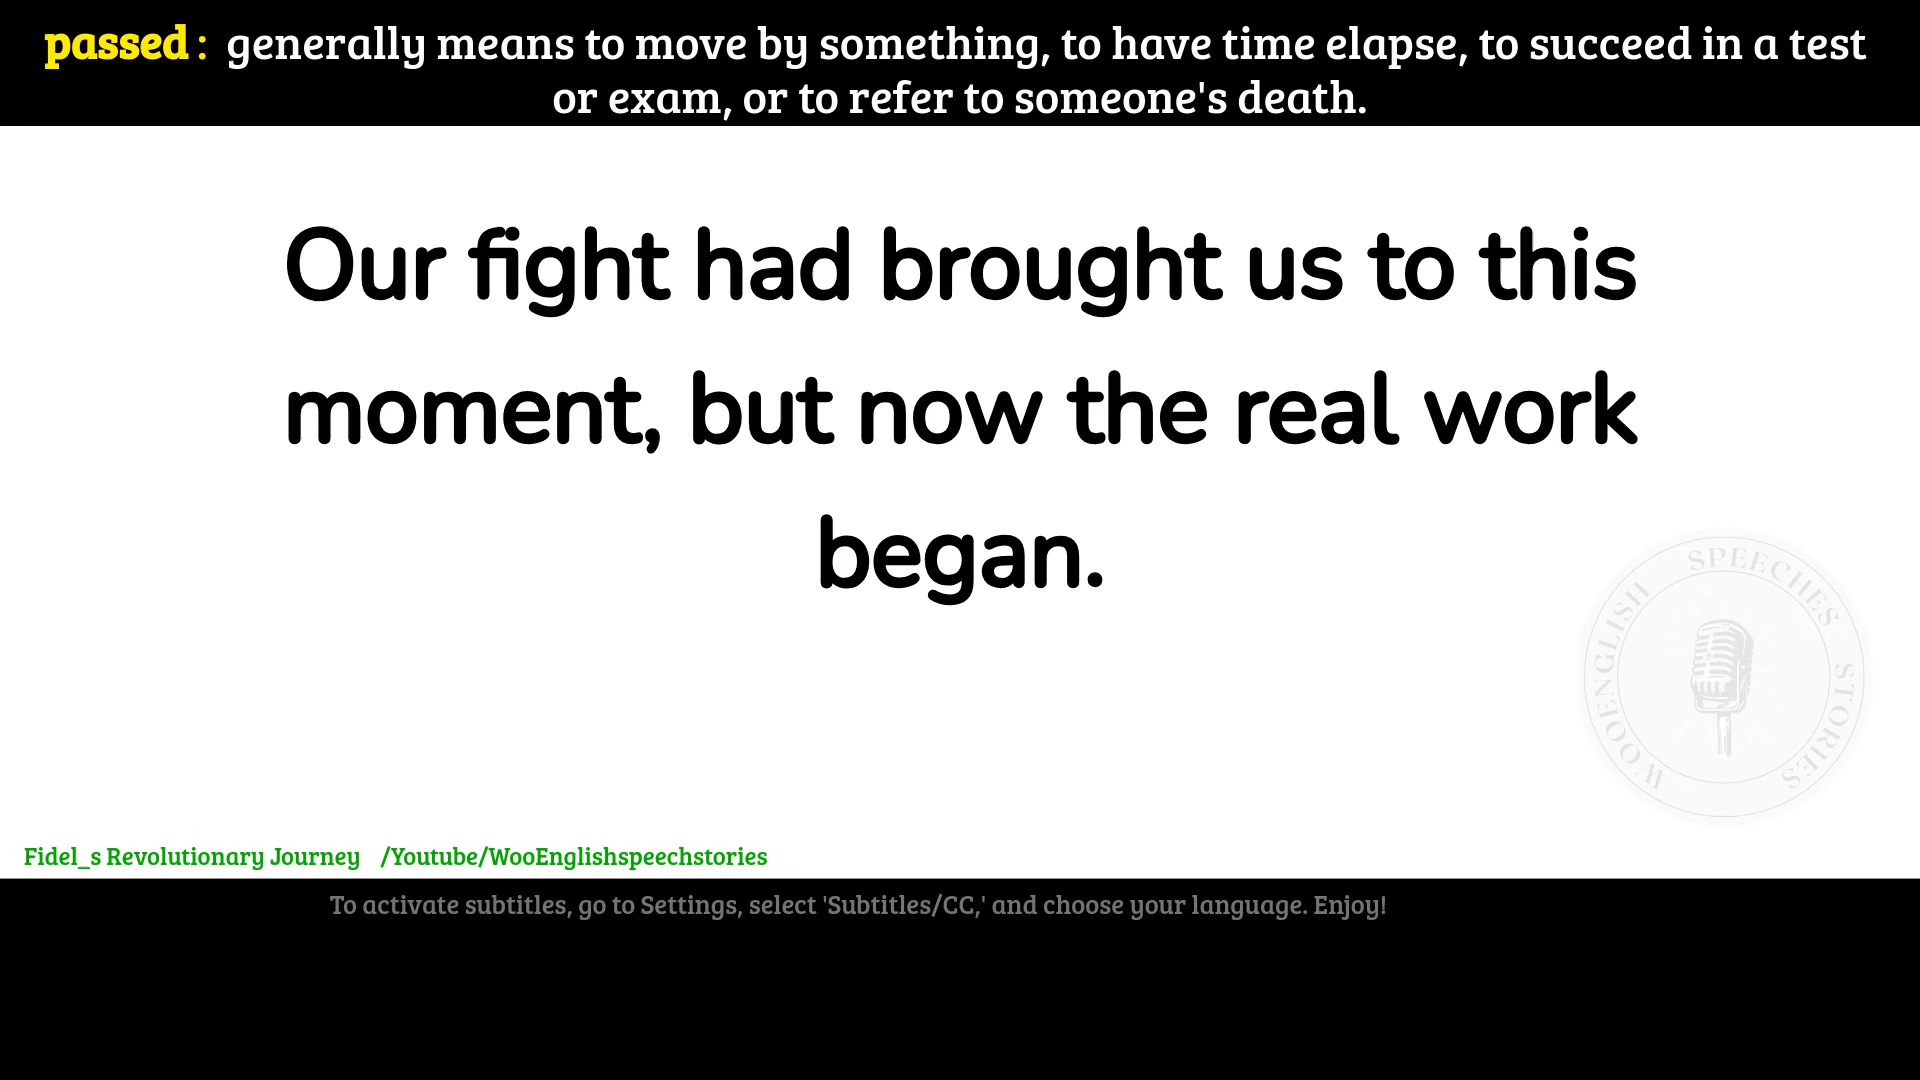 passed: generally means to move by something, to have time elapse, to succeed in a test
or exam, or to refer to someone's death.
Our fight had brought us to this
moment, but now the real work
began.
WOOENGLISH SPEECHES STORIES
Fidel_s Revolutionary Journey /Youtube/WooEnglishspeechstories
To activate subtitles, go to Settings, select 'Subtitles/CC,' and choose your language. Enjoy!